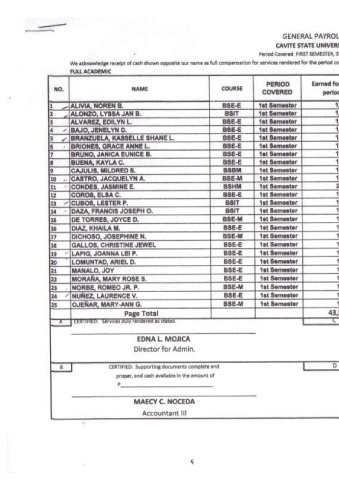 GENERAL PAYROL
CAVITE STATE UNIVERS
Period Covered FIRST SEMESTER, S
We acknowledge receipt of cash shown opposite our name as full compensation for services rendered for the period co
FULL ACADEMIC
NO. NAME COURSE PERIOD COVERED Earned for perio
1 ALIVIA, NOREN B. BSE-E 1st Semester 1
2 ALONZO, LYSSA JAN B. BSIT 1st Semester 1
3 ALVAREZ, EDILYN L. BSE-E 1st Semester 1
4 BAJO, JENELYN D. BSE-E 1st Semester 1
5 BRANZUELA, KASSELLE SHANE L. BSE-E 1st Semester 1
6 BRIONES, GRACE ANNE L. BSE-E 1st Semester 1
7 BRUNO, JANICA EUNICE B. BSE-E 1st Semester 1
8 BUENA, KAYLA C. BSE-E 1st Semester 1
9 CAJULIS, MILDRED S. BSBM 1st Semester 1
10 CASTRO, JACQUELYN A. BSE-M 1st Semester 1
11 CONDES, JASMINE E. BSHM 1st Semester 2
12 COROS, ELSA C. BSE-E 1st Semester 1
13 CUBOS, LESTER P. BSIT 1st Semester 1
14 DAZA, FRANCIS JOSEPH O. BSIT 1st Semester 1
15 DE TORRES, JOYCE D. BSE-M 1st Semester 1
16 DIAZ, KHAILA M. BSE-E 1st Semester 1
17 DICHOSO, JOSEPHINE N. BSE-M 1st Semester 1
18 GALLOS, CHRISTINE JEWEL BSE-M 1st Semester 1
19 LAPIG, JOANNA LEI P. BSE-E 1st Semester 1
20 LOMUNTAD, ARIEL D. BSE-E 1st Semester 1
21 MANALO, JOY BSE-E 1st Semester 1
22 MORAÑA, MARY ROSE S. BSE-E 1st Semester 1
23 NORBE, ROMEO JR. P. BSE-M 1st Semester 1
24 NUÑEZ, LAURENCE V. BSE-E 1st Semester 1
25 OJEÑAR, MARY-ANN G. BSE-M 1st Semester 1
Page Total 43,
A CERTIFIED: Services duly rendered as stated. C
EDNA L. MOJICA
Director for Admin.
B CERTIFIED: Supporting documents complete and D
proper, and cash available in the amount of
P
MAECY C. NOCEDA
Accountant III